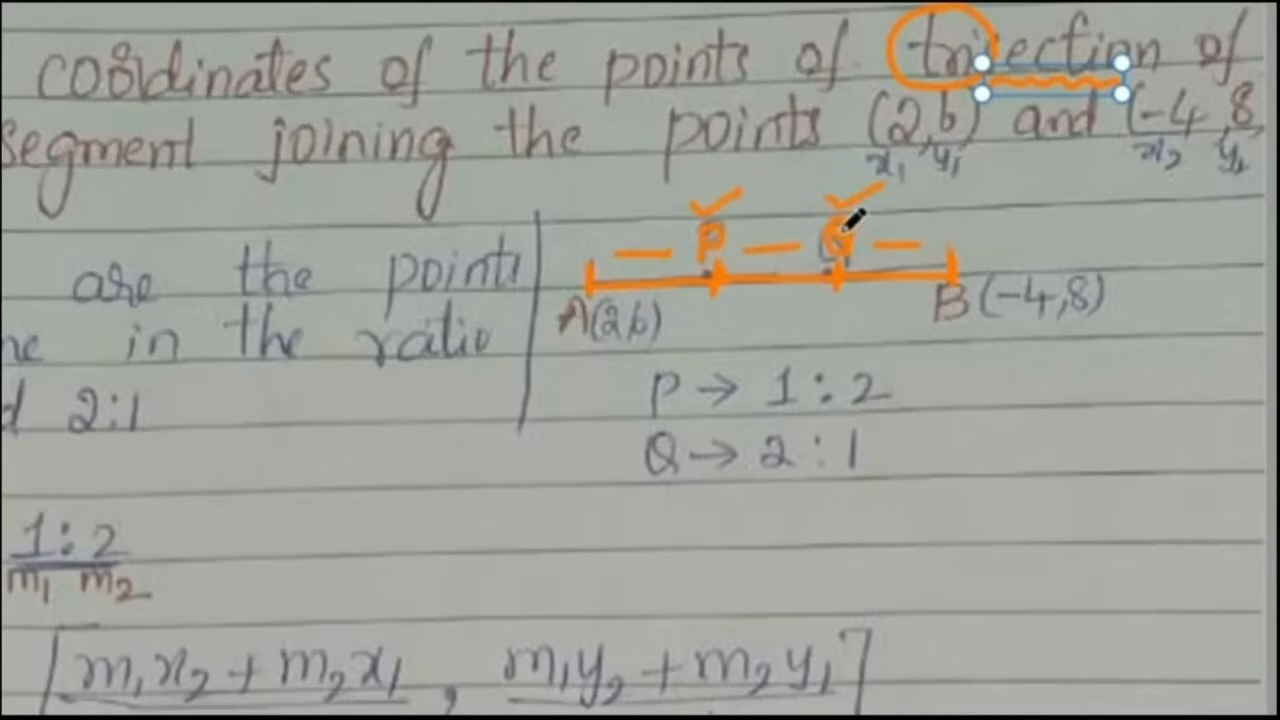 coordinates of the points of trisection of
segment joining the points (2,6) and (-4,8
x₁ y₁ x₂ y₂
P Q
are the points
A(2,6) B(-4,8)
in the ratio
P → 1:2
2:1
Q → 2:1
1:2
m₁ m₂
[m₁x₂+m₂x₁, m₁y₂+m₂y₁]